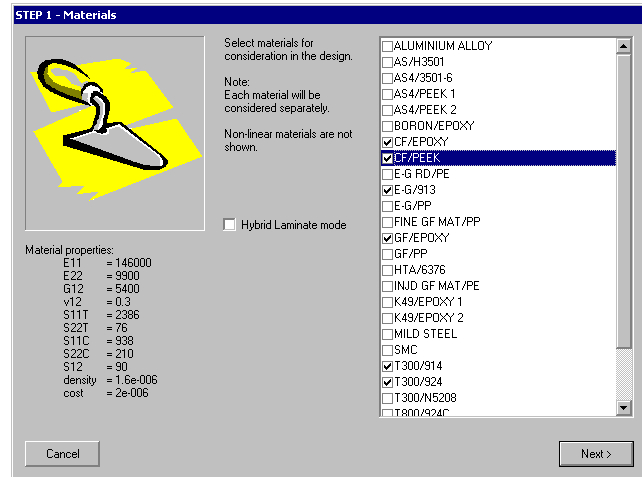 STEP 1 - Materials
Select materials for
consideration in the design.
Note:
Each material will be
considered separately.
Non-linear materials are not
shown.
Hybrid Laminate mode
Material properties:
E11 = 146000
E22 = 9900
G12 = 5400
v12 = 0.3
S11T = 2386
S22T = 76
S11C = 938
S22C = 210
S12 = 90
density = 1.6e-006
cost = 2e-006
ALUMINIUM ALLOY
AS/H3501
AS4/3501-6
AS4/PEEK 1
AS4/PEEK 2
BORON/EPOXY
CF/EPOXY
CF/PEEK
E-G RD/PE
E-G/913
E-G/PP
FINE GF MAT/PP
GF/EPOXY
GF/PP
HTA/6376
INJD GF MAT/PE
K49/EPOXY 1
K49/EPOXY 2
MILD STEEL
SMC
T300/914
T300/924
T300/N5208
T800/924C
Cancel
Next >